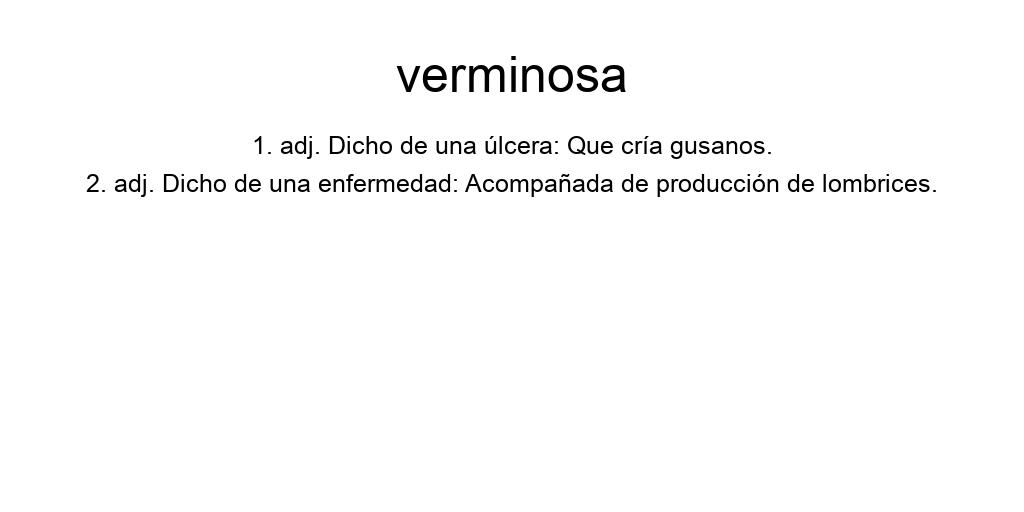 verminosa
1. adj. Dicho de una úlcera: Que cría gusanos.
2. adj. Dicho de una enfermedad: Acompañada de producción de lombrices.